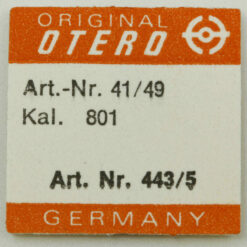 ORIGINAL
OTERO
Art.-Nr. 41/49
Kal. 801
Art. Nr. 443/5
GERMANY